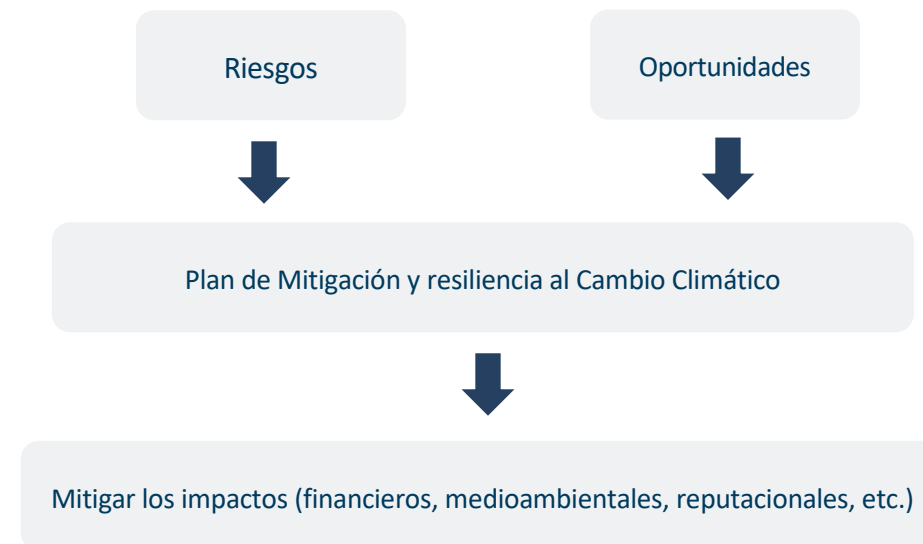 Riesgos
Oportunidades
Plan de Mitigación y resiliencia al Cambio Climático
Mitigar los impactos (financieros, medioambientales, reputacionales, etc.)